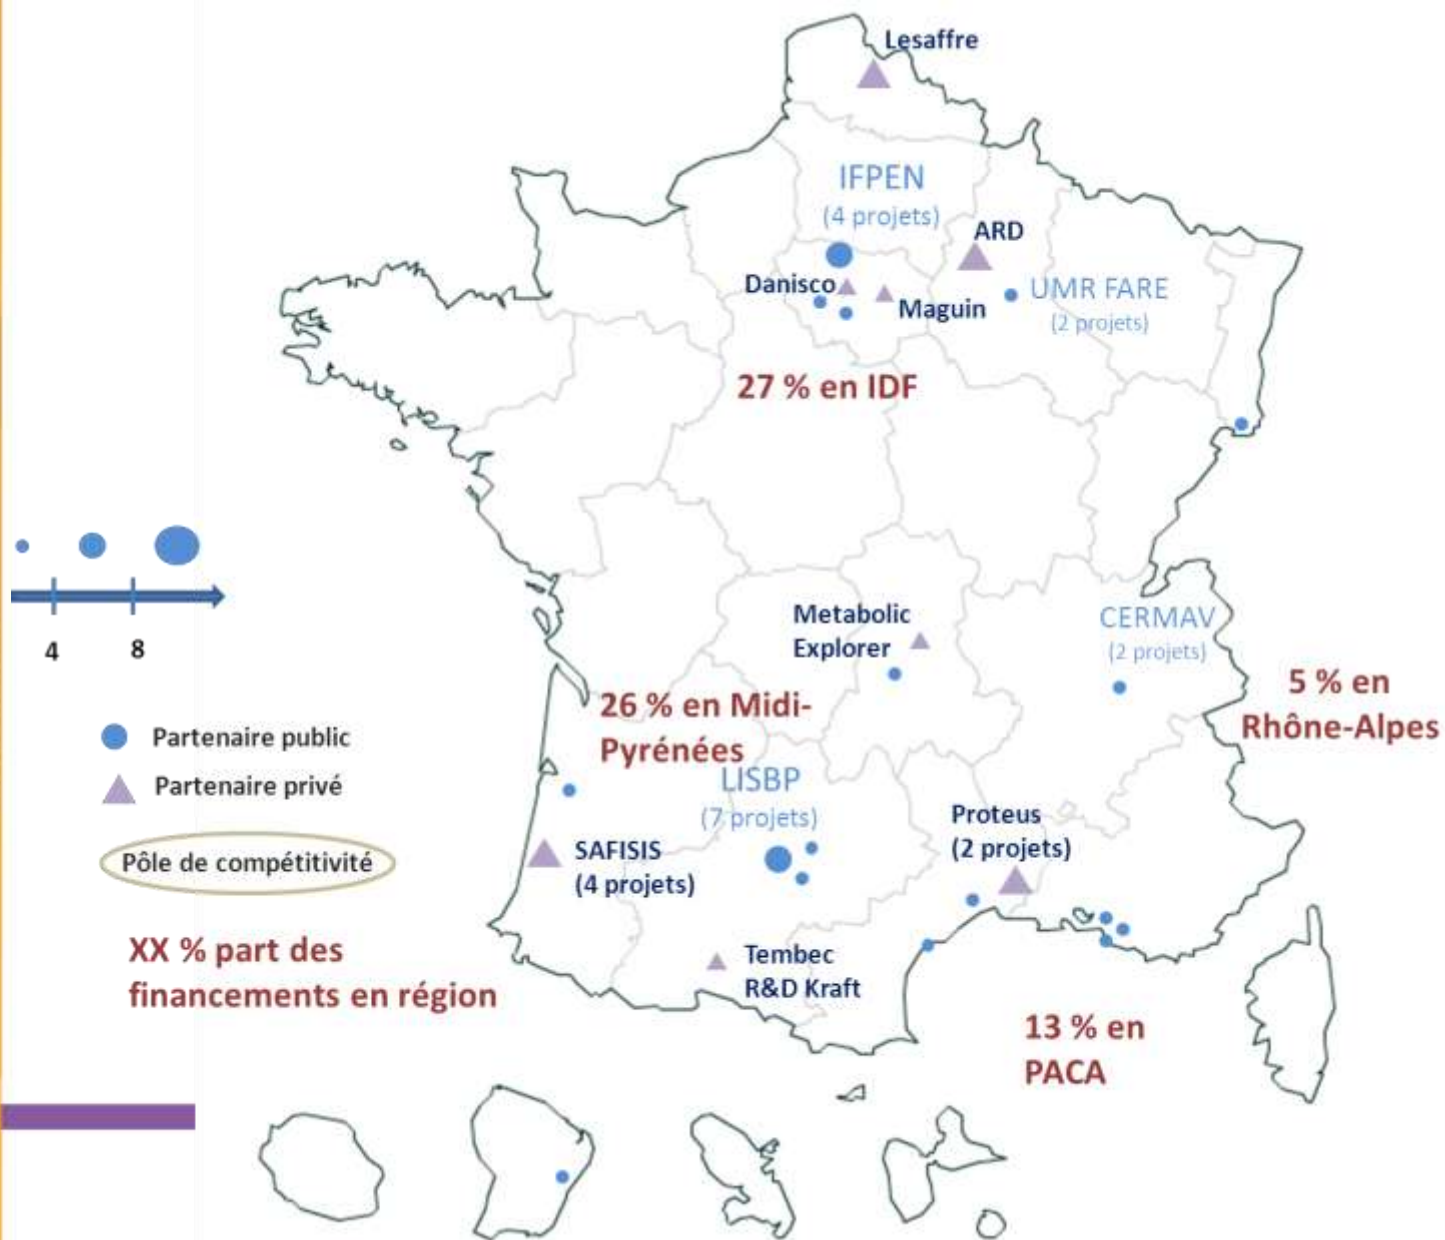 Lesaffre
IFPEN
(4 projets)
ARD
Danisco
Maguin
UMR FARE
(2 projets)
27 % en IDF
4
8
Metabolic
Explorer
CERMAV
(2 projets)
5 % en
Rhône-Alpes
26 % en Midi-
Pyrénées
Partenaire public
Partenaire privé
Pôle de compétitivité
LISBP
(7 projets)
SAFISIS
(4 projets)
Proteus
(2 projets)
Tembec
R&D Kraft
XX % part des
financements en région
13 % en
PACA